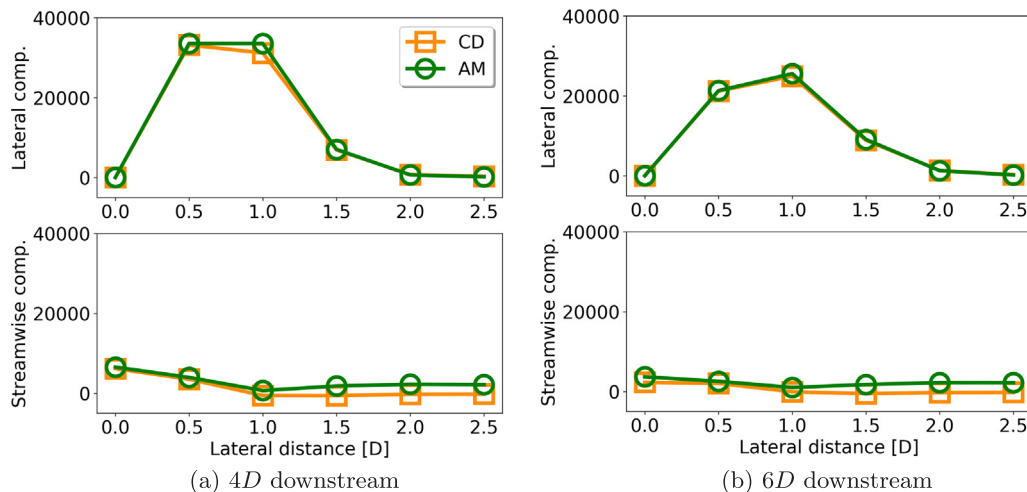 40000
20000
0
Lateral comp.
CD
AM
0.0 0.5 1.0 1.5 2.0 2.5
40000
20000
0
Streamwise comp.
0.0 0.5 1.0 1.5 2.0 2.5
Lateral distance [D]
(a) 4D downstream
40000
20000
0
Lateral comp.
0.0 0.5 1.0 1.5 2.0 2.5
40000
20000
0
Streamwise comp.
0.0 0.5 1.0 1.5 2.0 2.5
Lateral distance [D]
(b) 6D downstream